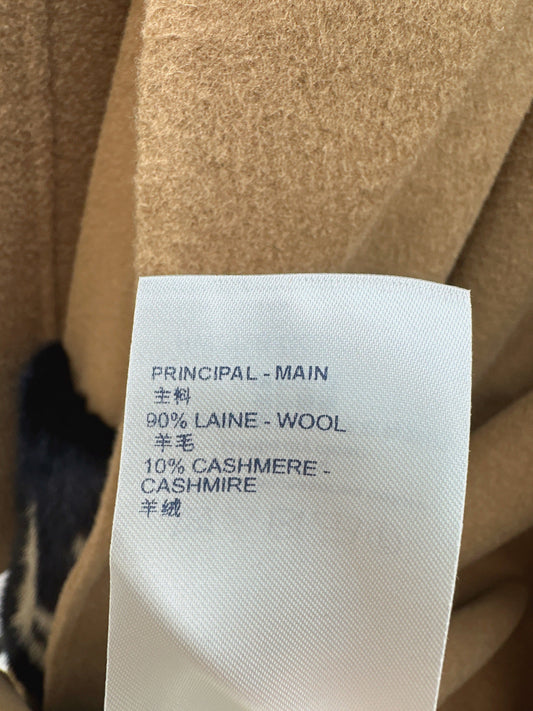 PRINCIPAL - MAIN
主料
90% LAINE - WOOL
羊毛
10% CASHMERE -
CASHMIRE
羊绒